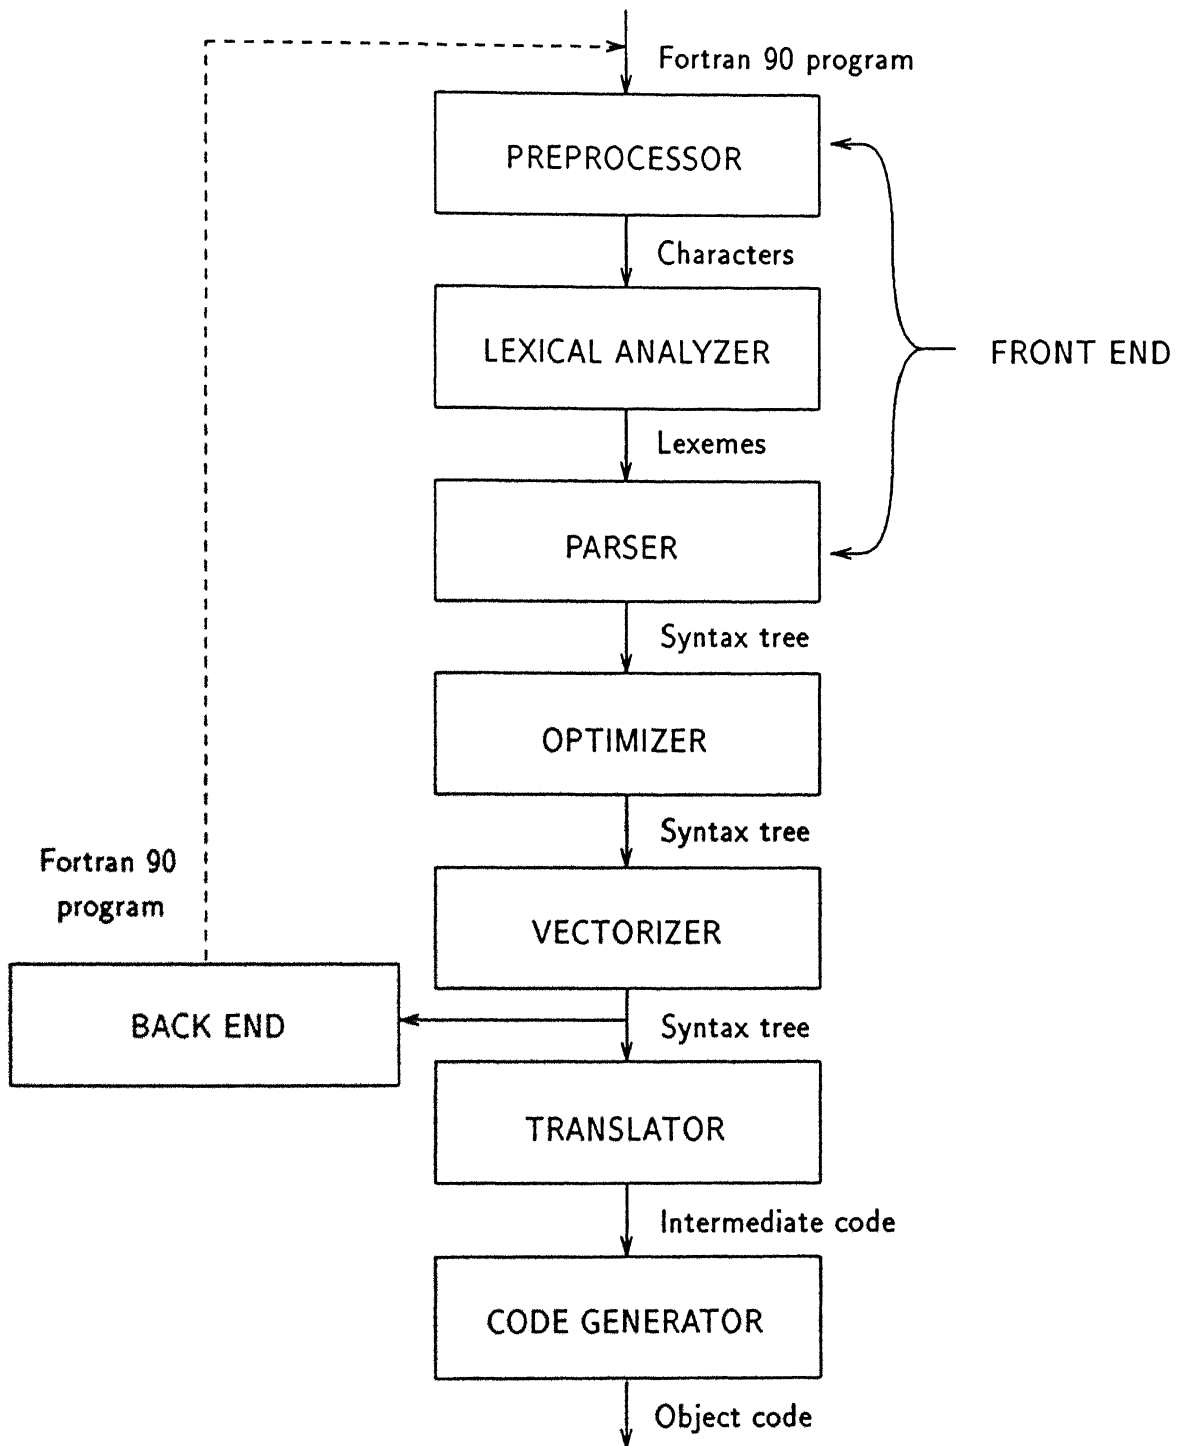 Fortran 90 program
PREPROCESSOR
Characters
LEXICAL ANALYZER
FRONT END
Lexemes
PARSER
Syntax tree
OPTIMIZER
Syntax tree
Fortran 90
program
VECTORIZER
BACK END
Syntax tree
TRANSLATOR
Intermediate code
CODE GENERATOR
Object code